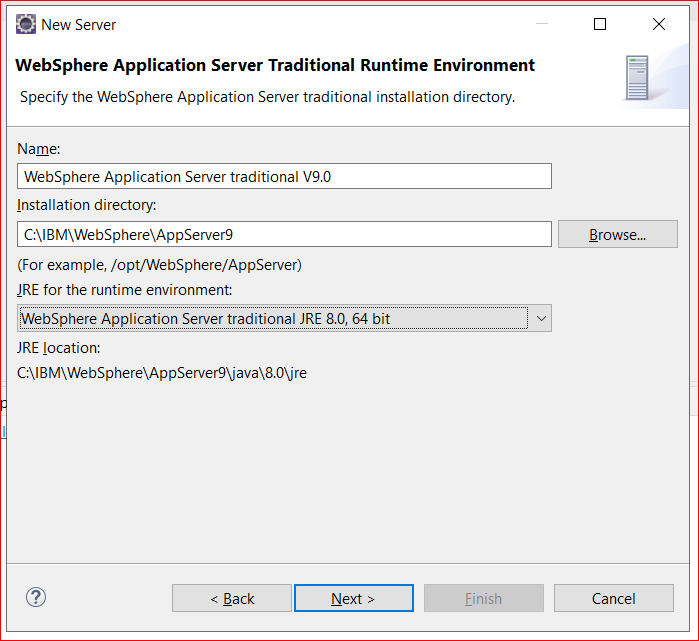 New Server
WebSphere Application Server Traditional Runtime Environment
Specify the WebSphere Application Server traditional installation directory.
Name:
WebSphere Application Server traditional V9.0
Installation directory:
C:\IBM\WebSphere\AppServer9
Browse...
(For example, /opt/WebSphere/AppServer)
JRE for the runtime environment:
WebSphere Application Server traditional JRE 8.0, 64 bit
JRE location:
C:\IBM\WebSphere\AppServer9\java\8.0\jre
?
< Back
Next >
Finish
Cancel